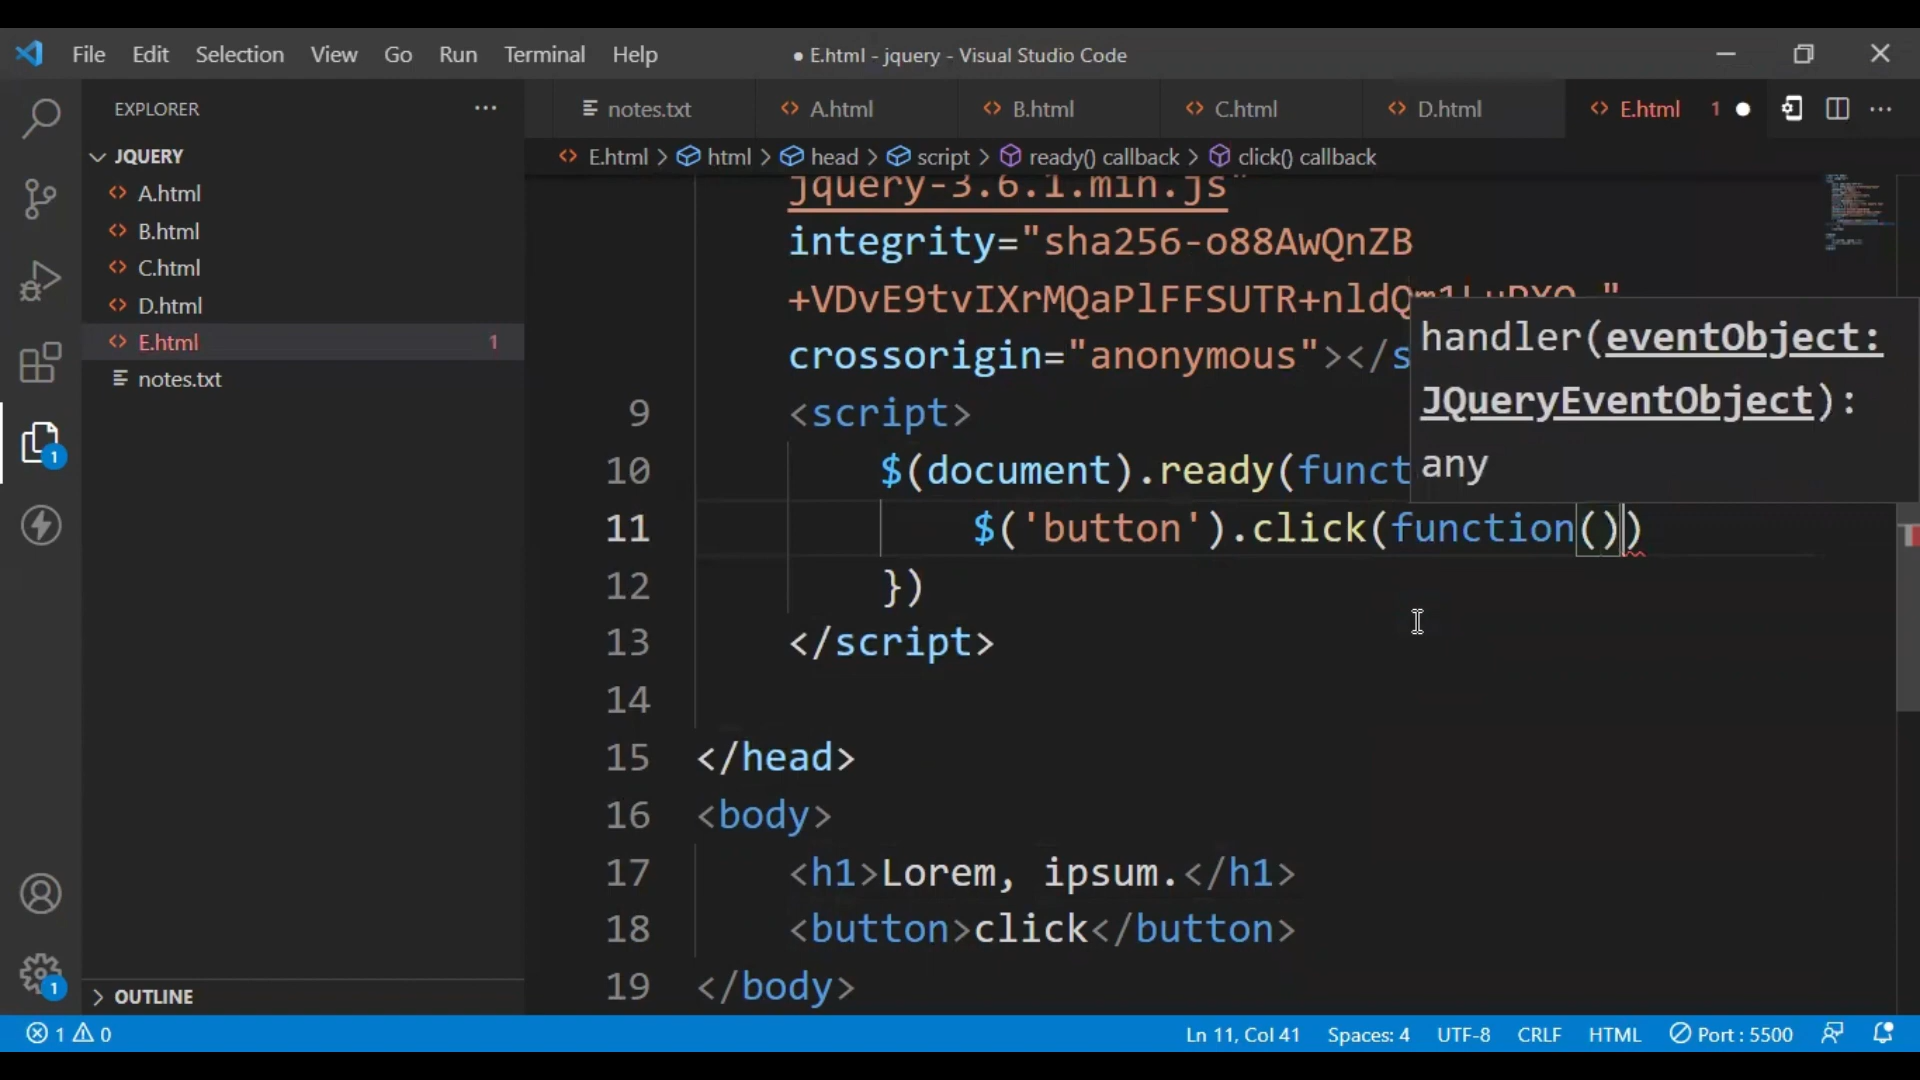 File Edit Selection View Go Run Terminal Help
● E.html - jquery - Visual Studio Code
EXPLORER ...
notes.txt A.html B.html C.html D.html E.html 1 ● ...
JQUERY
E.html > html > head > script > ready() callback > click() callback
A.html
B.html
C.html
D.html
E.html 1
notes.txt
jquery-3.6.1.min.js"
integrity="sha256-o88AwQnZB
+VDvE9tvIXrMQaPlFFSUTR+nldQ
crossorigin="anonymous"></s
handler(eventObject:
JQueryEventObject):
any
9 <script>
10 $(document).ready(funct
11 $('button').click(function())
12 })
13 </script>
14
15 </head>
16 <body>
17 <h1>Lorem, ipsum.</h1>
18 <button>click</button>
19 </body>
1
1
> OUTLINE
1 0
Ln 11, Col 41 Spaces: 4 UTF-8 CRLF HTML Port : 5500